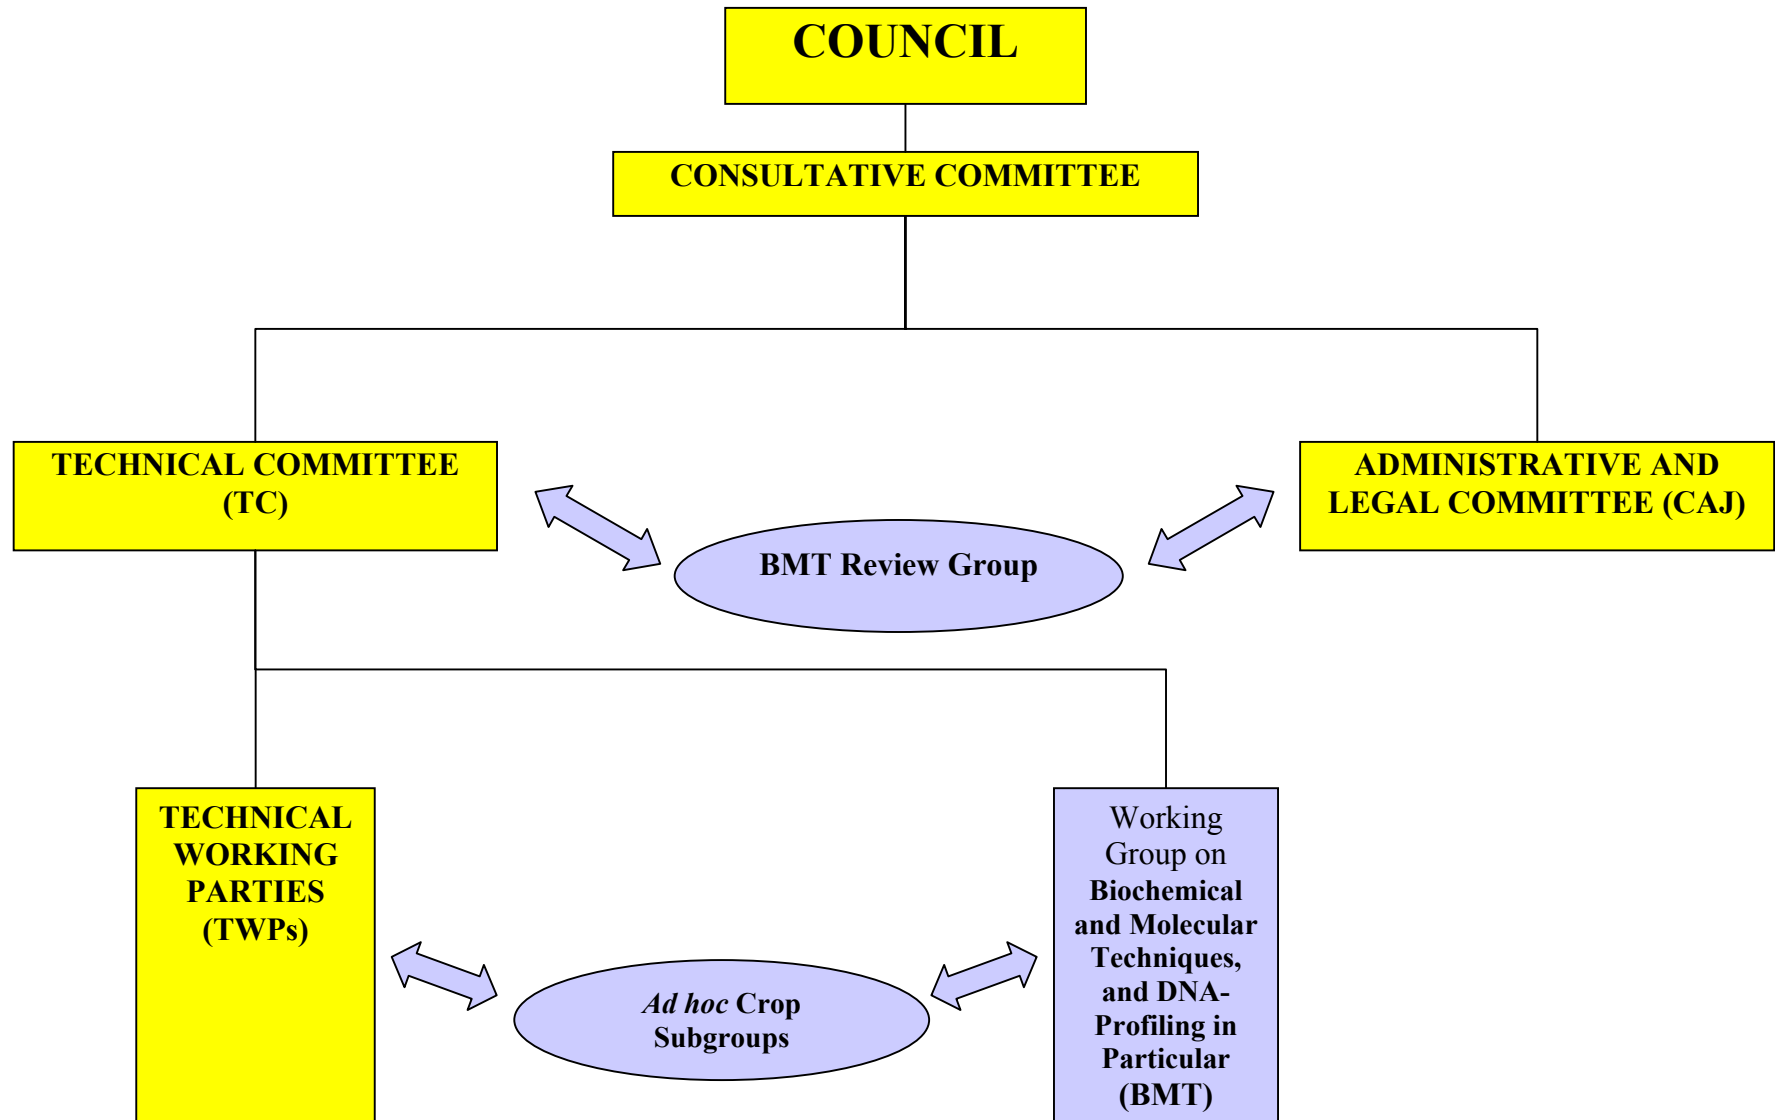 COUNCIL
CONSULTATIVE COMMITTEE
TECHNICAL COMMITTEE
(TC)
ADMINISTRATIVE AND
LEGAL COMMITTEE (CAJ)
BMT Review Group
TECHNICAL
WORKING
PARTIES
(TWPs)
Working
Group on
Biochemical
and Molecular
Techniques,
and DNA-
Profiling in
Particular
(BMT)
Ad hoc Crop
Subgroups